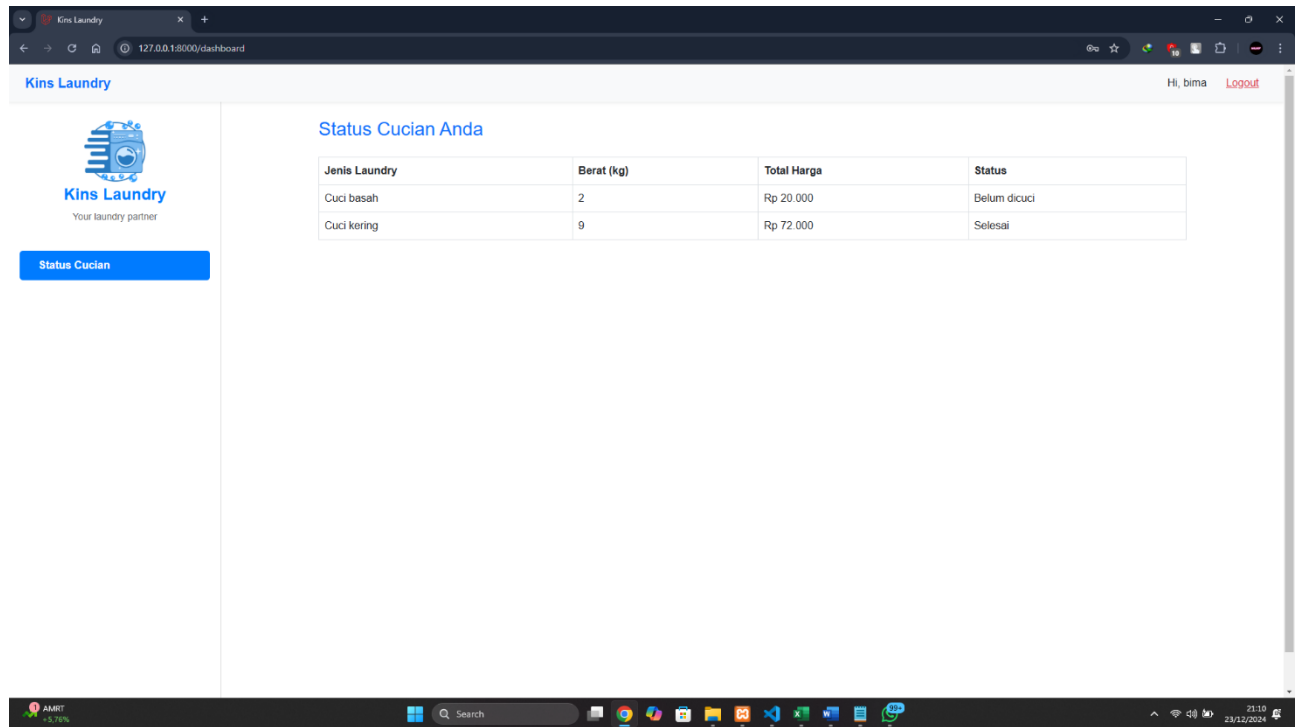 Kins Laundry
127.0.0.1:8000/dashboard
10
Kins Laundry
Hi, bima Logout
Kins Laundry
Your laundry partner
Status Cucian
Status Cucian Anda
Jenis Laundry Berat (kg) Total Harga Status
Cuci basah 2 Rp 20.000 Belum dicuci
Cuci kering 9 Rp 72.000 Selesai
1
AMRT
+5,76%
Search
99+
21:10
23/12/2024